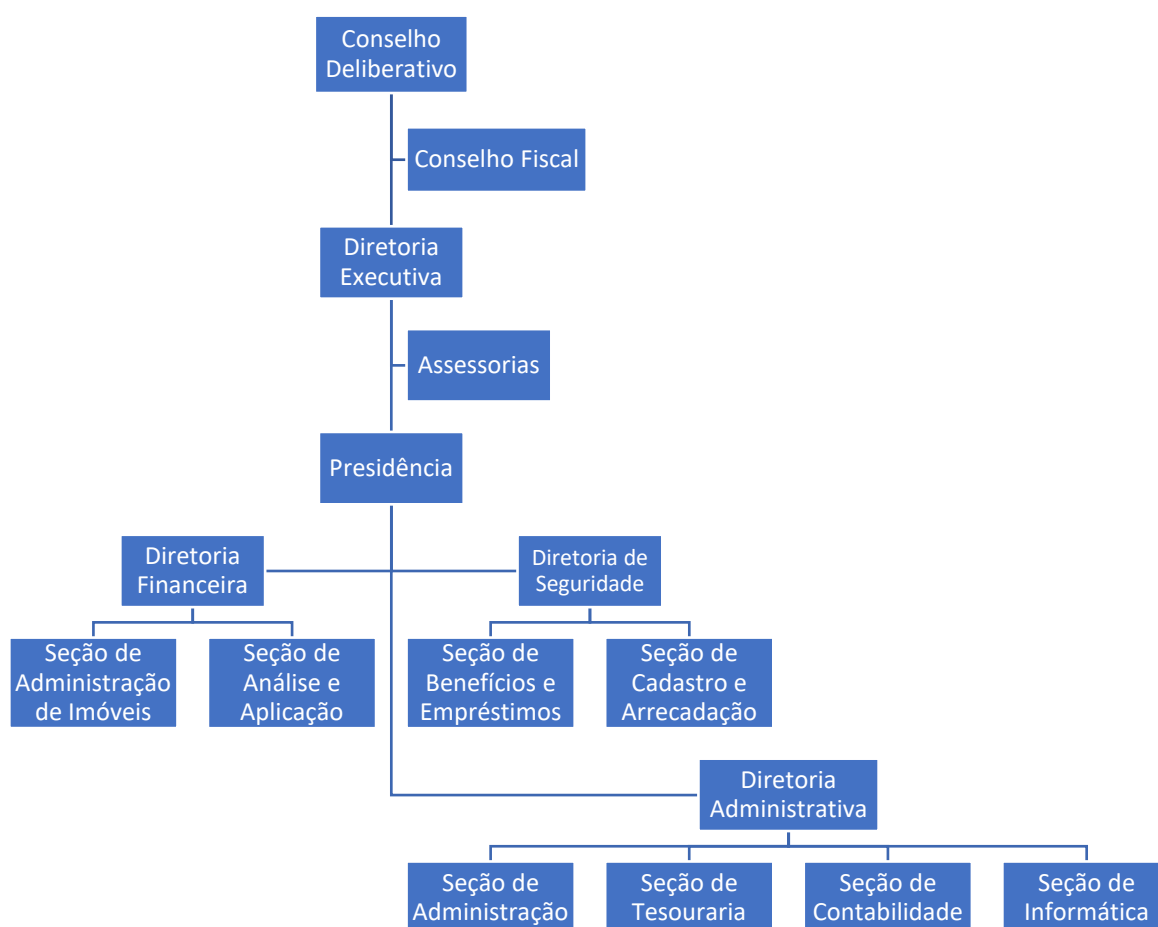 Conselho
Deliberativo
Conselho Fiscal
Diretoria
Executiva
Assessorias
Presidência
Diretoria
Financeira
Diretoria de
Seguridade
Seção de
Administração
de Imóveis
Seção de
Análise e
Aplicação
Seção de
Benefícios e
Empréstimos
Seção de
Cadastro e
Arrecadação
Diretoria
Administrativa
Seção de
Administração
Seção de
Tesouraria
Seção de
Contabilidade
Seção de
Informática